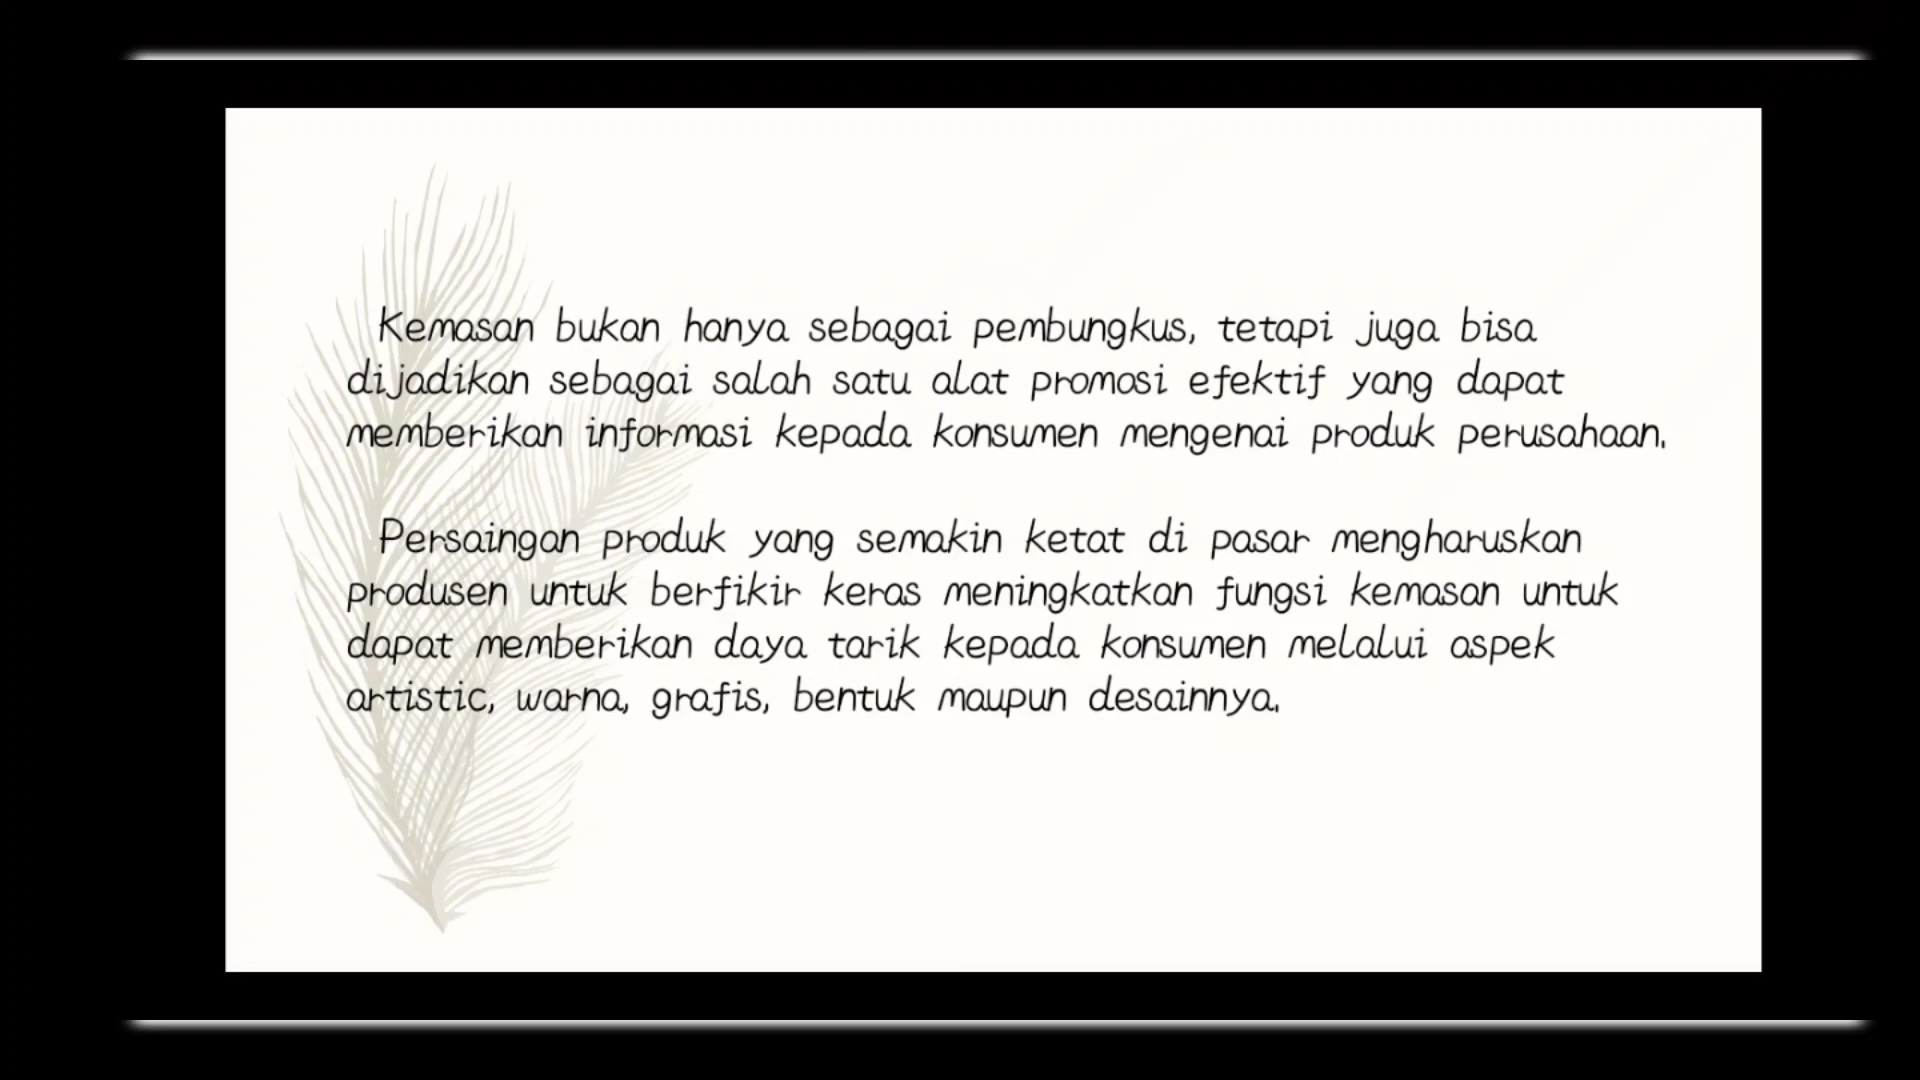 Kemasan bukan hanya sebagai pembungkus, tetapi juga bisa
dijadikan sebagai salah satu alat promosi efektif yang dapat
memberikan informasi kepada konsumen mengenai produk perusahaan.
Persaingan produk yang semakin ketat di pasar mengharuskan
produsen untuk berfikir keras meningkatkan fungsi kemasan untuk
dapat memberikan daya tarik kepada konsumen melalui aspek
artistic, warna, grafis, bentuk maupun desainnya.